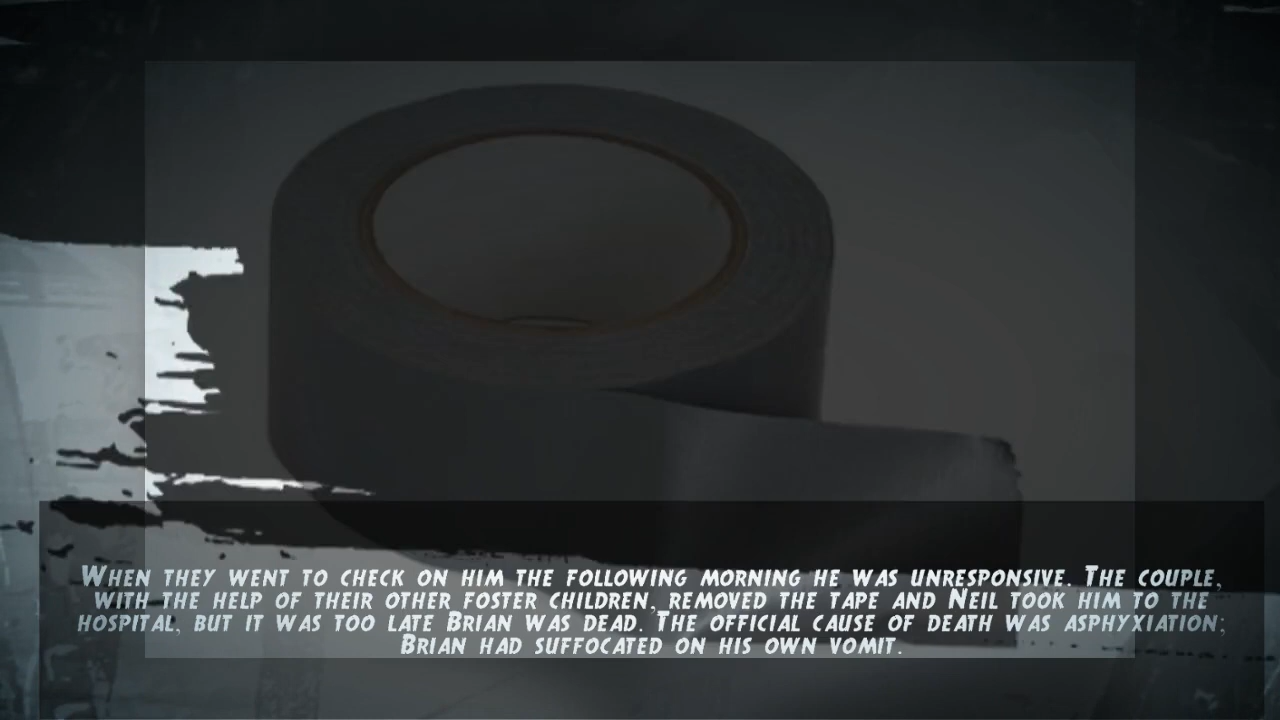 When they went to check on him the following morning he was unresponsive. The couple,
with the help of their other foster children, removed the tape and Neil took him to the
hospital, but it was too late Brian was dead. The official cause of death was asphyxiation;
Brian had suffocated on his own vomit.